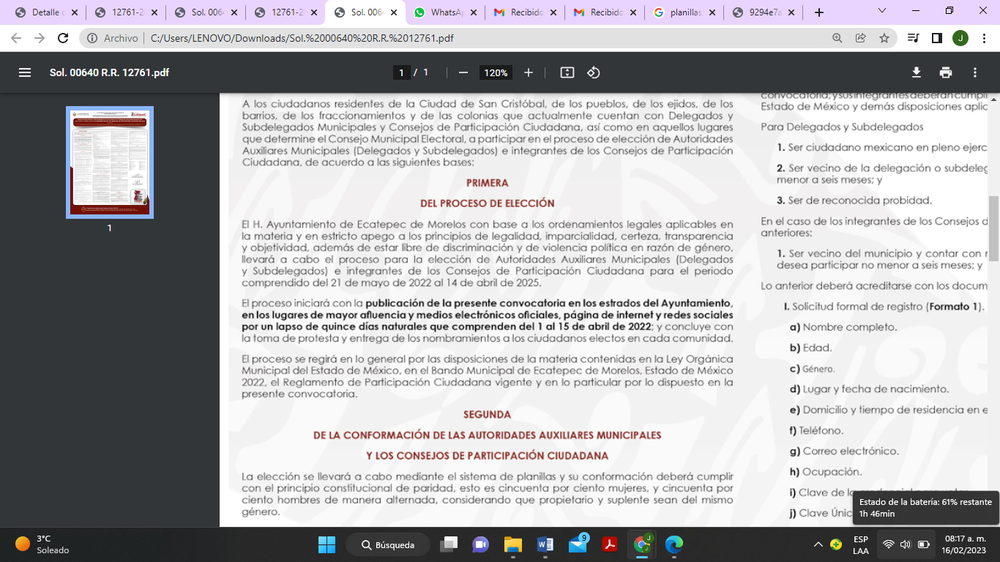 Detalle d
12761-2
Sol. 006
12761-2
Sol. 006
WhatsAp
Recibido
Recibido
planillas
9294e7a
Archivo | C:/Users/LENOVO/Downloads/Sol.%2000640%20R.R.%2012761.pdf
J
Sol. 00640 R.R. 12761.pdf
1 / 1
120%
1
A los ciudadanos residentes de la Ciudad de San Cristóbal, de los pueblos, de los ejidos, de los
barrios, de los fraccionamientos y de las colonias que actualmente cuentan con Delegados y
Subdelegados Municipales y Consejos de Participación Ciudadana, así como en aquellos lugares
que determine el Consejo Municipal Electoral, a participar en el proceso de elección de Autoridades
Auxiliares Municipales (Delegados y Subdelegados) e integrantes de los Consejos de Participación
Ciudadana, de acuerdo a las siguientes bases:
PRIMERA
DEL PROCESO DE ELECCIÓN
El H. Ayuntamiento de Ecatepec de Morelos con base a los ordenamientos legales aplicables en
la materia y en estricto apego a los principios de legalidad, imparcialidad, certeza, transparencia
y objetividad, además de estar libre de discriminación y de violencia política en razón de género,
llevará a cabo el proceso para la elección de Autoridades Auxiliares Municipales (Delegados
y Subdelegados) e integrantes de los Consejos de Participación Ciudadana para el periodo
comprendido del 21 de mayo de 2022 al 14 de abril de 2025.
El proceso iniciará con la publicación de la presente convocatoria en los estrados del Ayuntamiento,
en los lugares de mayor afluencia y medios electrónicos oficiales, página de internet y redes sociales
por un lapso de quince días naturales que comprenden del 1 al 15 de abril de 2022; y concluye con
la toma de protesta y entrega de los nombramientos a los ciudadanos electos en cada comunidad.
El proceso se regirá en lo general por las disposiciones de la materia contenidas en la Ley Orgánica
Municipal del Estado de México, en el Bando Municipal de Ecatepec de Morelos, Estado de México
2022, el Reglamento de Participación Ciudadana vigente y en lo particular por lo dispuesto en la
presente convocatoria.
SEGUNDA
DE LA CONFORMACIÓN DE LAS AUTORIDADES AUXILIARES MUNICIPALES
Y LOS CONSEJOS DE PARTICIPACIÓN CIUDADANA
La elección se llevará a cabo mediante el sistema de planillas y su conformación deberá cumplir
con el principio constitucional de paridad, esto es cincuenta por ciento mujeres, y cincuenta por
ciento hombres de manera alternada, considerando que propietario y suplente sean del mismo
género.
convocatoria; y sus integrantes deberán cumpli
Estado de México y demás disposiciones aplic
Para Delegados y Subdelegados
1. Ser ciudadano mexicano en pleno ejerc
2. Ser vecino de la delegación o subdeleg
menor a seis meses; y
3. Ser de reconocida probidad.
En el caso de los integrantes de los Consejos d
anteriores:
1. Ser vecino del municipio y contar con r
desea participar no menor a seis meses; y
Lo anterior deberá acreditarse con los docum
I. Solicitud formal de registro (Formato 1).
a) Nombre completo.
b) Edad.
c) Género.
d) Lugar y fecha de nacimiento.
e) Domicilio y tiempo de residencia en e
f) Teléfono.
g) Correo electrónico.
h) Ocupación.
i) Clave de la
j) Clave Únic
Estado de la batería: 61% restante
1h 46min
3°C
Soleado
Búsqueda
9
J
ESP
LAA
08:17 a. m.
16/02/2023